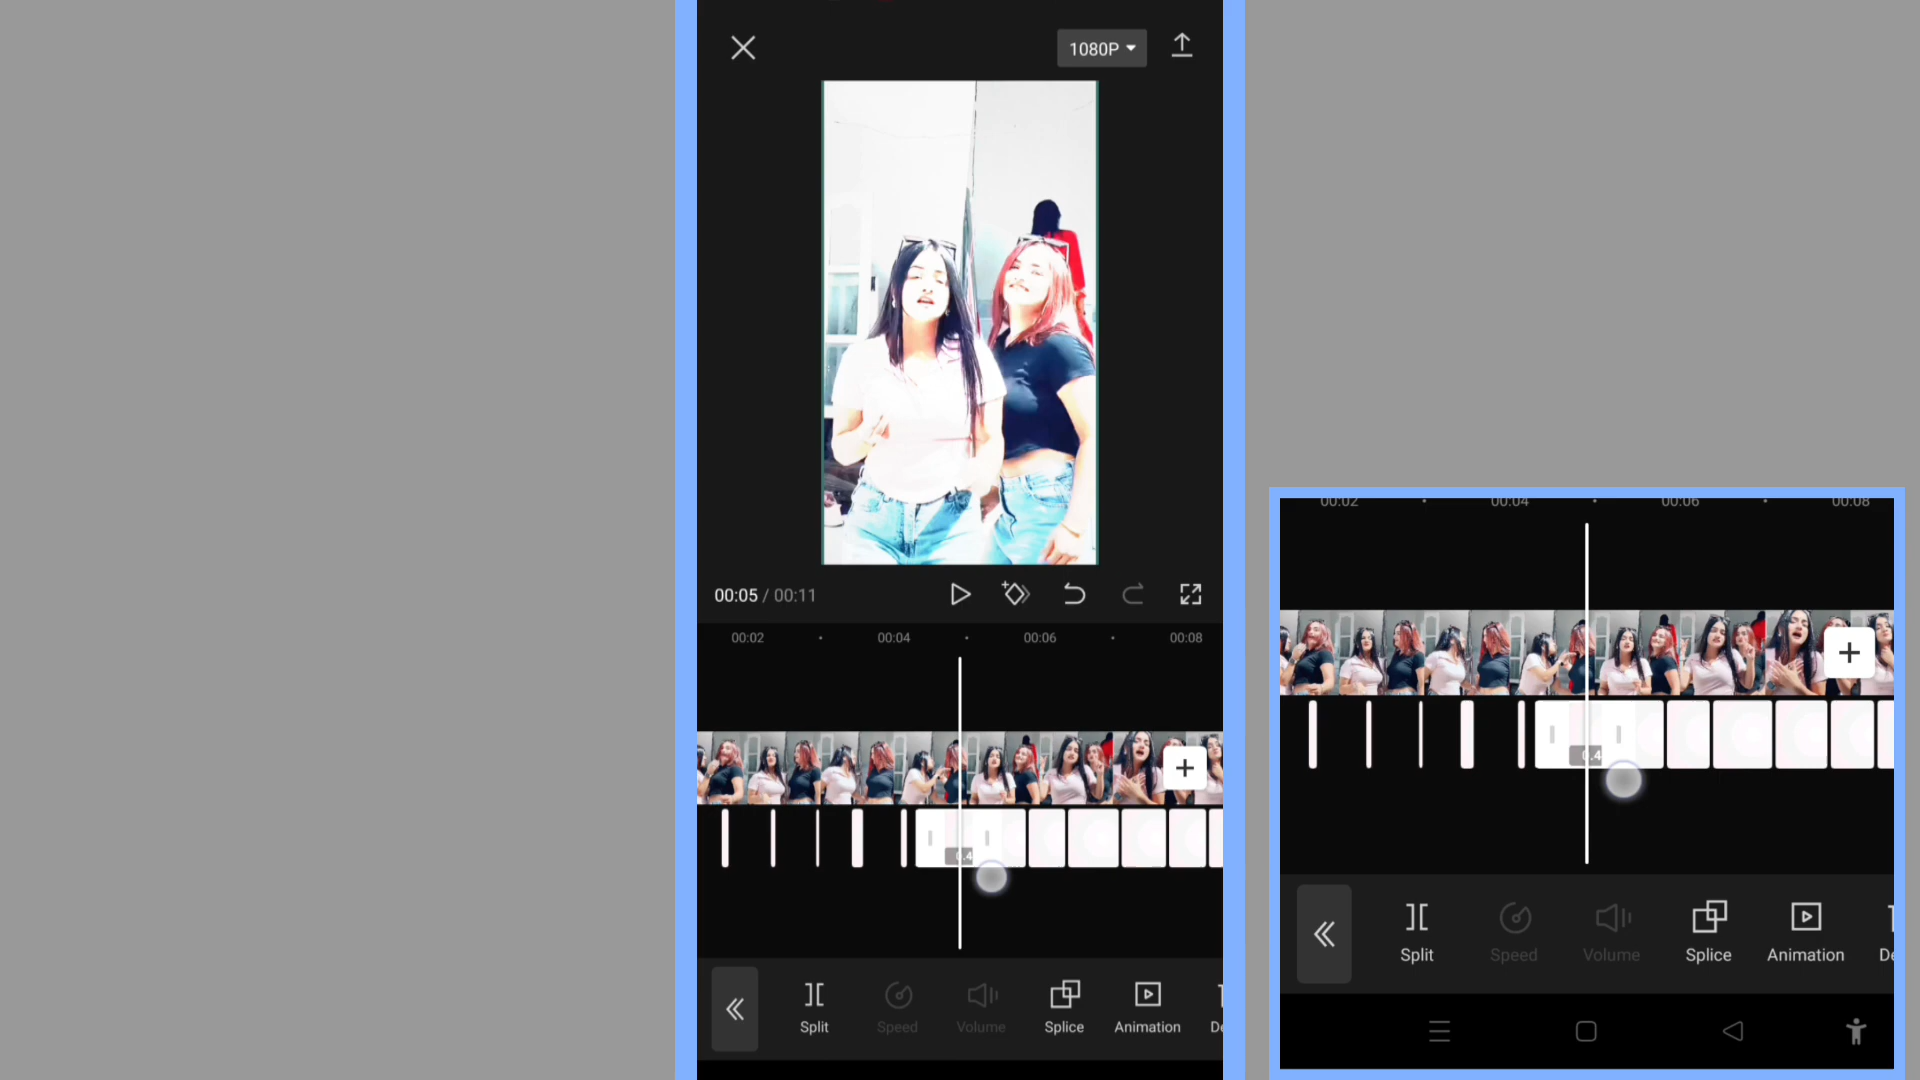 1080P
00:05 / 00:11
00:02 00:04 00:06 00:08
Split Speed Volume Splice Animation
00:02 00:04 00:06 00:08
Split Speed Volume Splice Animation